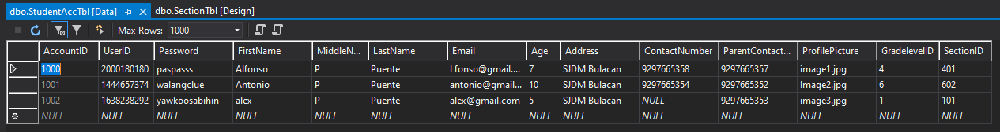 dbo.StudentAccTbl [Data] dbo.SectionTbl [Design]
Max Rows: 1000
AccountID UserID Password FirstName MiddleN... LastName Email Age Address ContactNumber ParentContact... ProfilePicture GradelevelID SectionID
1000 2000180180 paspasss Alfonso P Puente Lfonso@gmail.... 7 SJDM Bulacan 9297665358 9297665357 image1.jpg 4 401
1001 1444657374 walangclue Antonio P Puente antonio@gmail... 10 SJDM Bulacan 9297665354 9297665352 Image2.jpg 6 602
1002 1638238292 yawkoosabihin alex P Puente alex@gmail.com 5 SJDM Bulacan NULL 9297665353 image3.jpg 1 101
NULL NULL NULL NULL NULL NULL NULL NULL NULL NULL NULL NULL NULL NULL